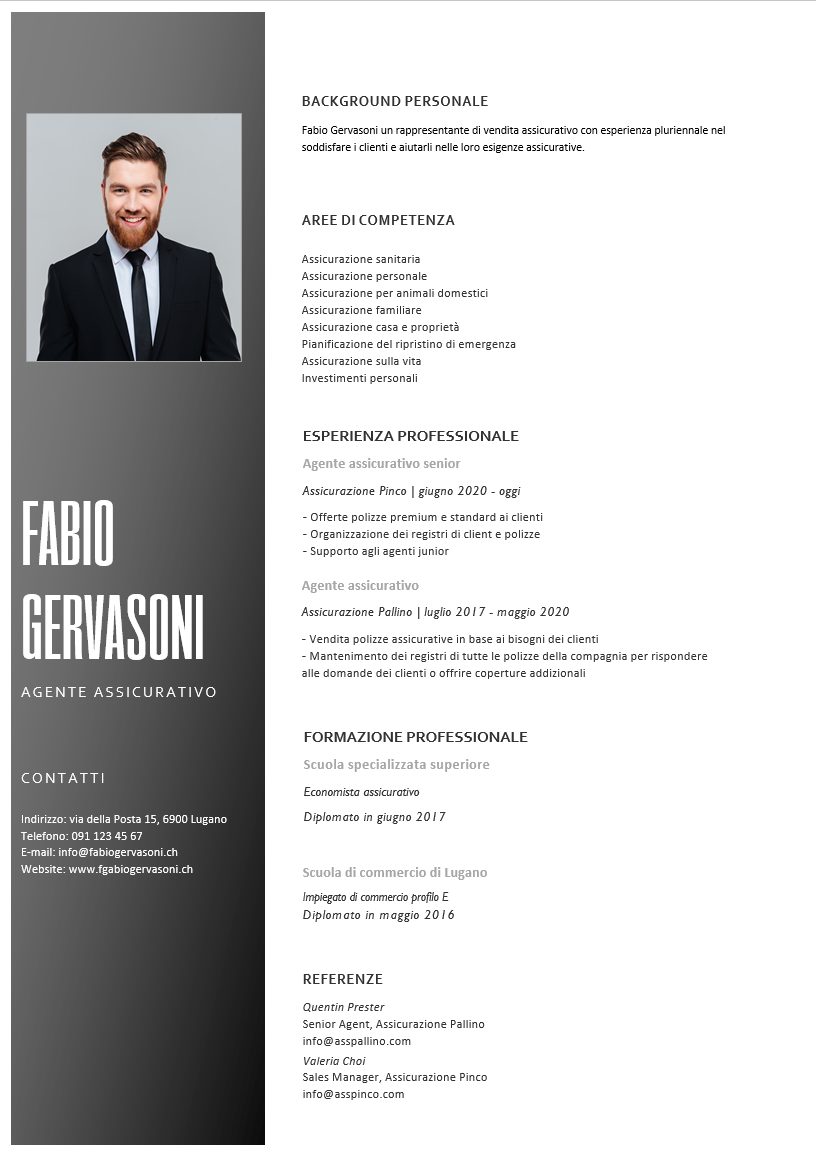 FABIO
GERVASONI
AGENTE ASSICURATIVO
CONTATTI
Indirizzo: via della Posta 15, 6900 Lugano
Telefono: 091 123 45 67
E-mail: info@fabiogervasoni.ch
Website: www.fgabiogervasoni.ch
BACKGROUND PERSONALE
Fabio Gervasoni un rappresentante di vendita assicurativo con esperienza pluriennale nel
soddisfare i clienti e aiutarli nelle loro esigenze assicurative.
AREE DI COMPETENZA
Assicurazione sanitaria
Assicurazione personale
Assicurazione per animali domestici
Assicurazione familiare
Assicurazione casa e proprietà
Pianificazione del ripristino di emergenza
Assicurazione sulla vita
Investimenti personali
ESPERIENZA PROFESSIONALE
Agente assicurativo senior
Assicurazione Pinco | giugno 2020 - oggi
- Offerte polizze premium e standard ai clienti
- Organizzazione dei registri di client e polizze
- Supporto agli agenti junior
Agente assicurativo
Assicurazione Pallino | luglio 2017 - maggio 2020
- Vendita polizze assicurative in base ai bisogni dei clienti
- Mantenimento dei registri di tutte le polizze della compagnia per rispondere
alle domande dei clienti o offrire coperture addizionali
FORMAZIONE PROFESSIONALE
Scuola specializzata superiore
Economista assicurativo
Diplomato in giugno 2017
Scuola di commercio di Lugano
Impiegato di commercio profilo E
Diplomato in maggio 2016
REFERENZE
Quentin Prester
Senior Agent, Assicurazione Pallino
info@asspallino.com
Valeria Choi
Sales Manager, Assicurazione Pinco
info@asspinco.com